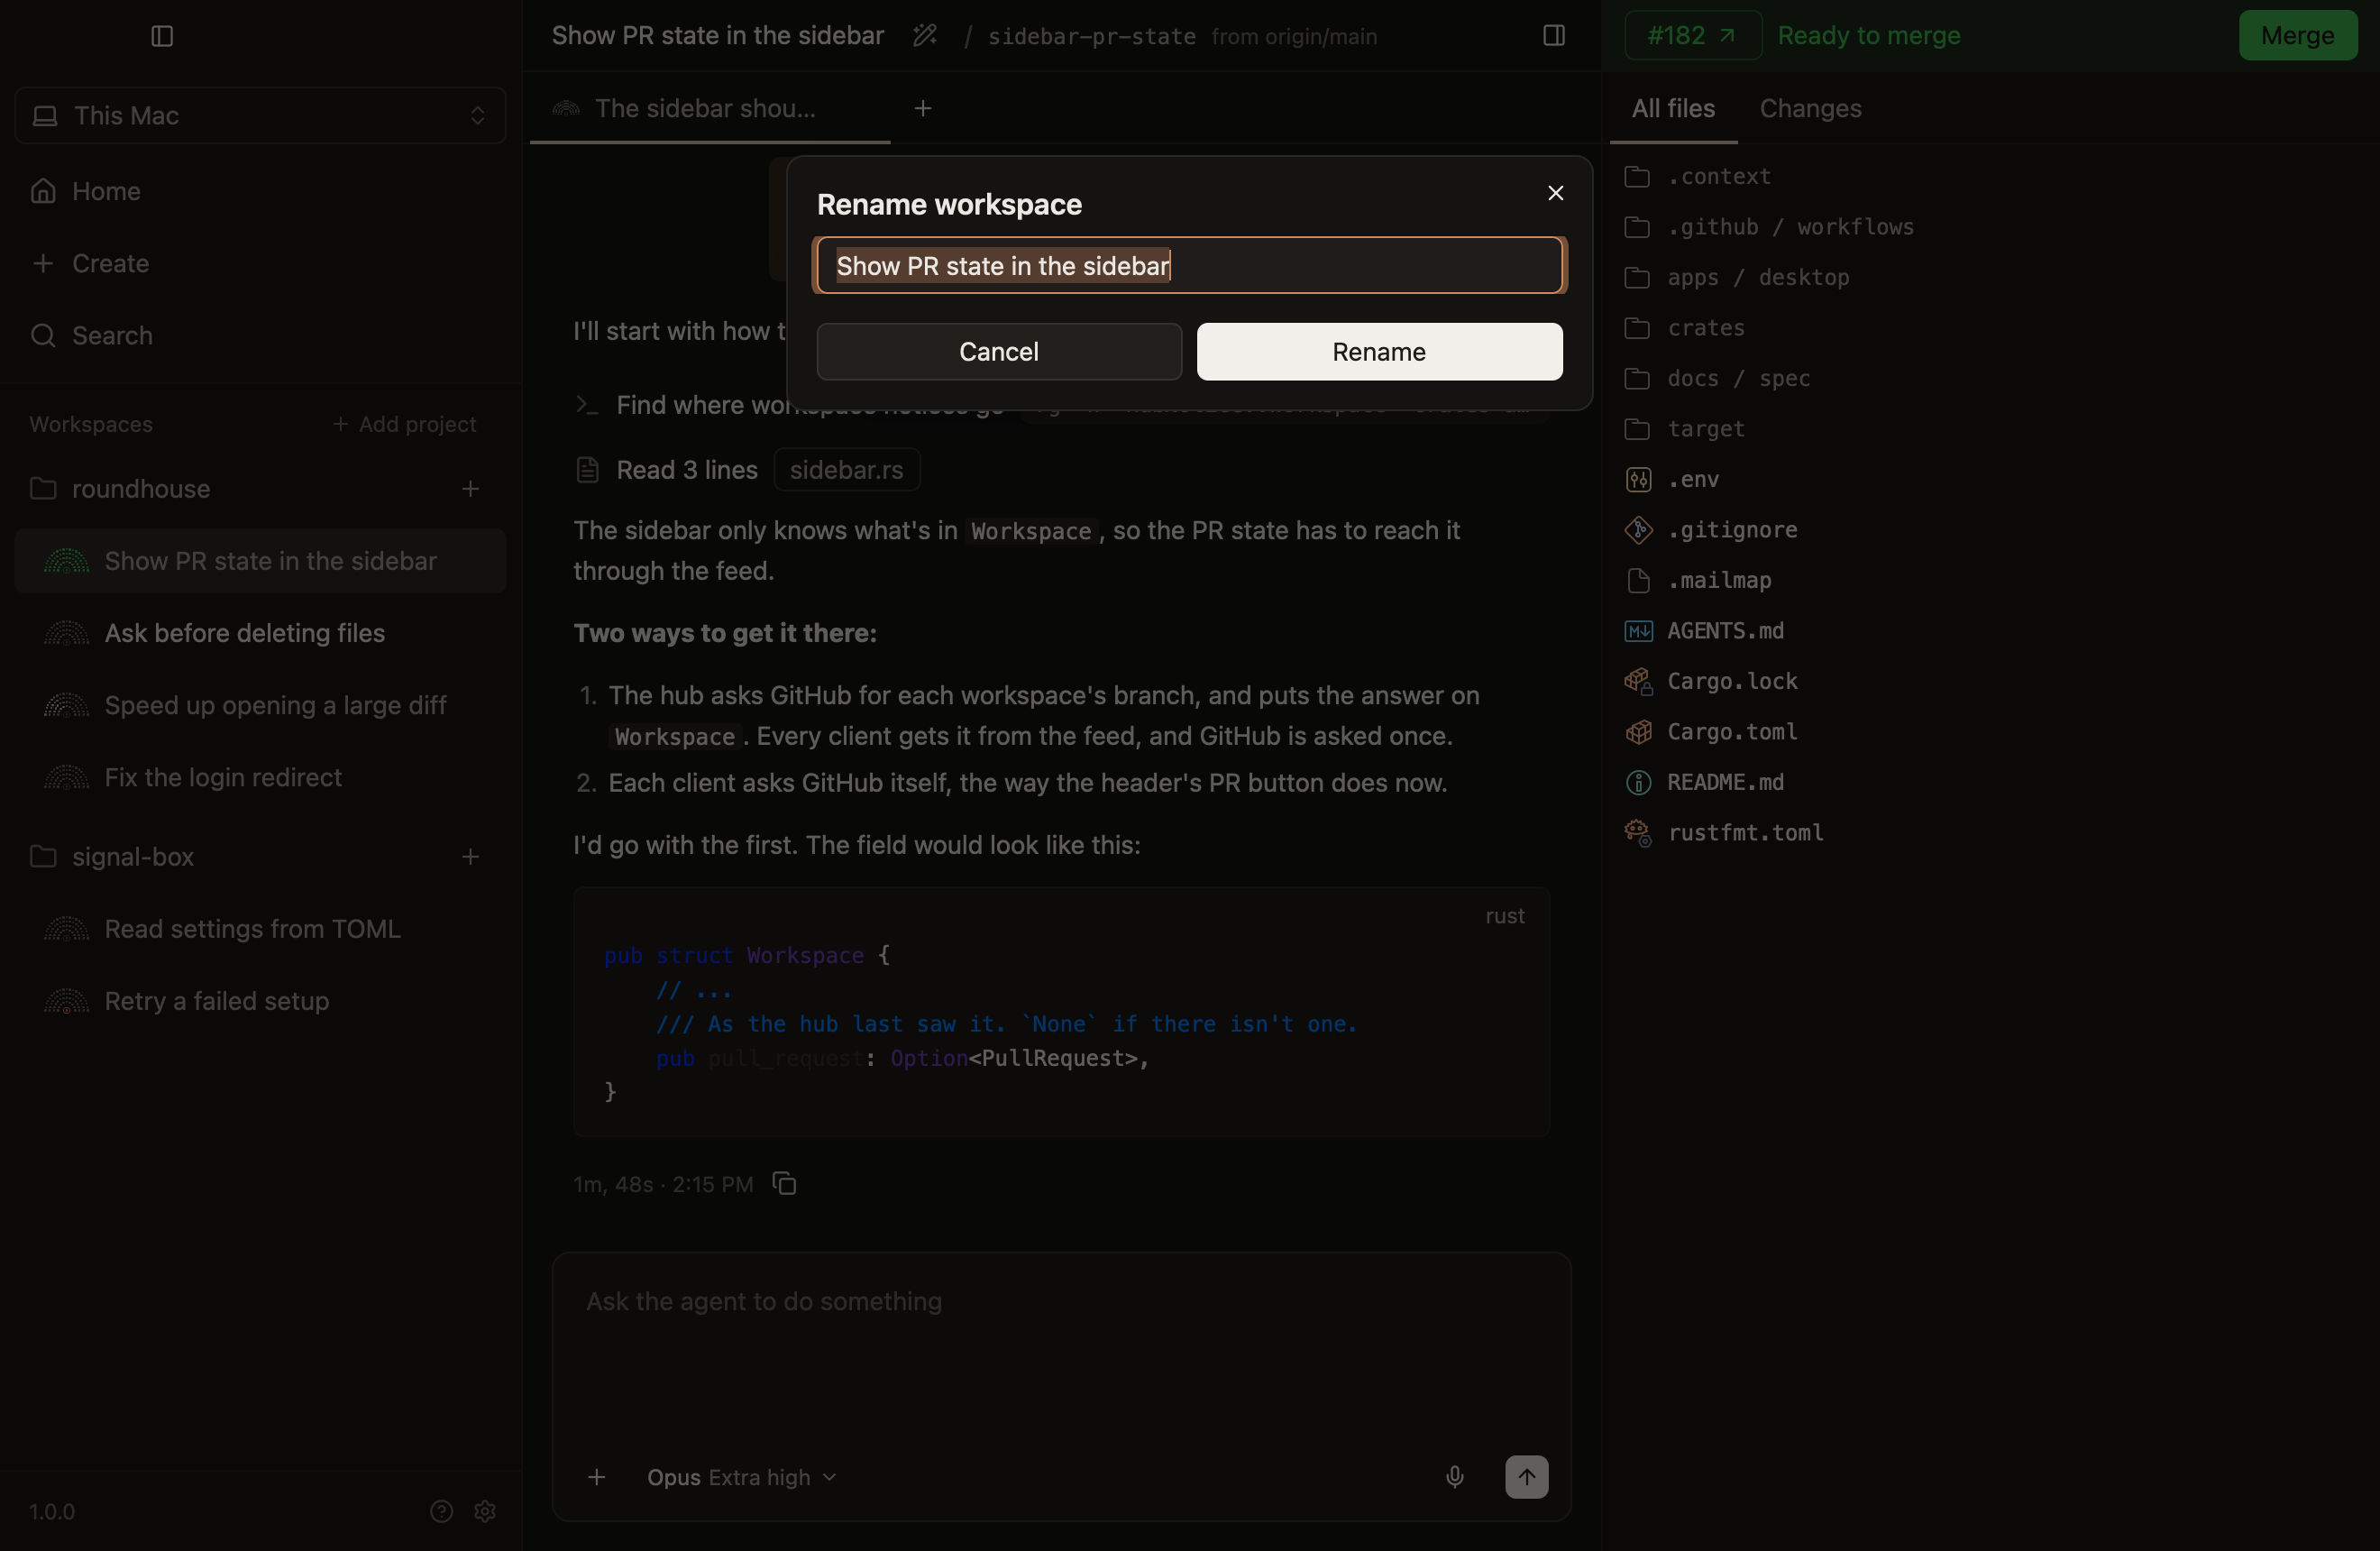 This Mac
Home
Create
Search
Workspaces
Add project
roundhouse
Show PR state in the sidebar
Ask before deleting files
Speed up opening a large diff
Fix the login redirect
signal-box
Read settings from TOML
Retry a failed setup
1.0.0
Show PR state in the sidebar / sidebar-pr-state from origin/main
The sidebar shou...
Rename workspace
Show PR state in the sidebar
Cancel
Rename
I'll start with how
Find where
Read 3 lines sidebar.rs
The sidebar only knows what's in Workspace, so the PR state has to reach it
through the feed.
Two ways to get it there:
1. The hub asks GitHub for each workspace's branch, and puts the answer on
Workspace. Every client gets it from the feed, and GitHub is asked once.
2. Each client asks GitHub itself, the way the header's PR button does now.
I'd go with the first. The field would look like this:
rust
pub struct Workspace {
// ...
/// As the hub last saw it. `None` if there isn't one.
pub pull_request: Option<PullRequest>,
}
1m, 48s · 2:15 PM
Ask the agent to do something
Opus Extra high
#182 Ready to merge
Merge
All files
Changes
.context
.github / workflows
apps / desktop
crates
docs / spec
target
.env
.gitignore
.mailmap
AGENTS.md
Cargo.lock
Cargo.toml
README.md
rustfmt.toml